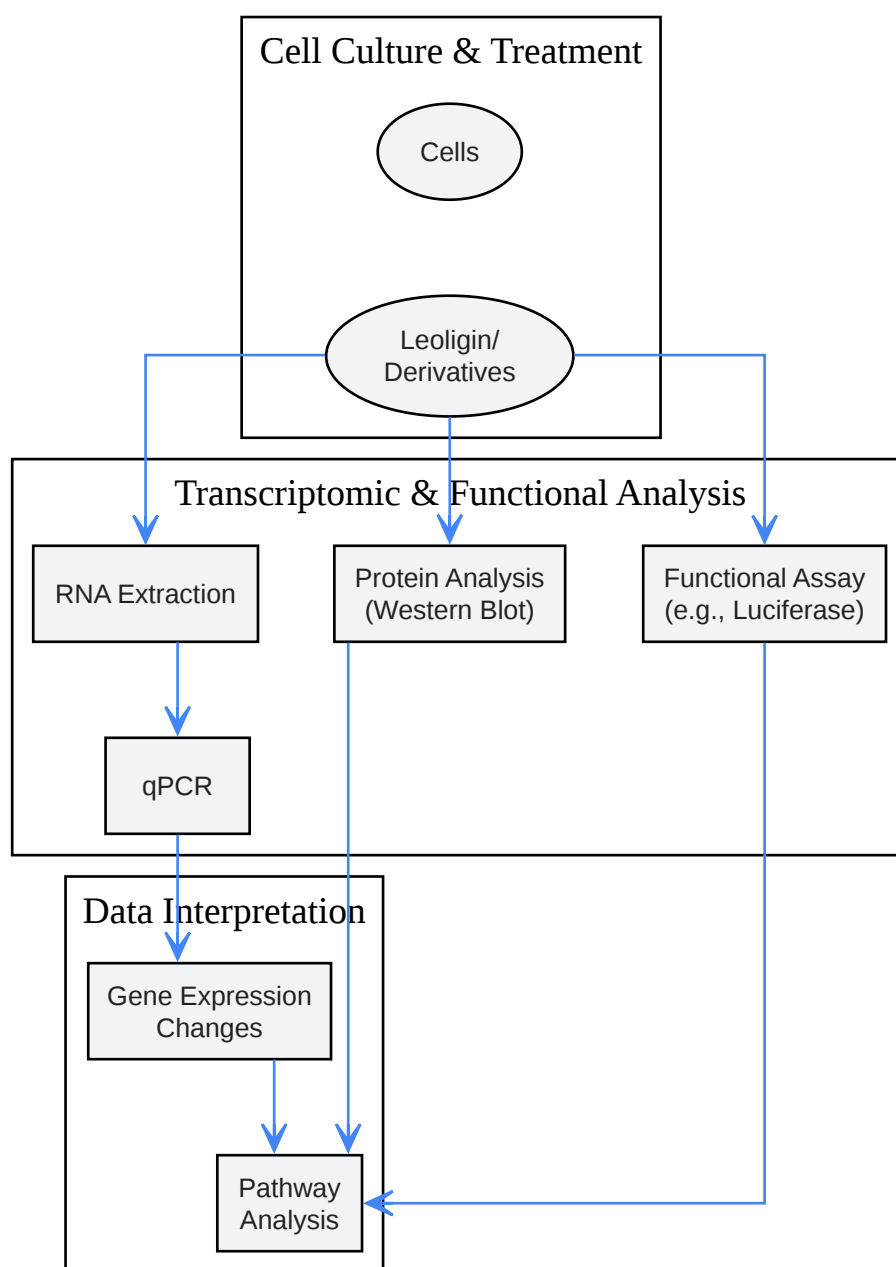 Cell Culture & Treatment
Cells
Leoligin/
Derivatives
Transcriptomic & Functional Analysis
RNA Extraction
Protein Analysis
(Western Blot)
Functional Assay
(e.g., Luciferase)
qPCR
Data Interpretation
Gene Expression
Changes
Pathway
Analysis